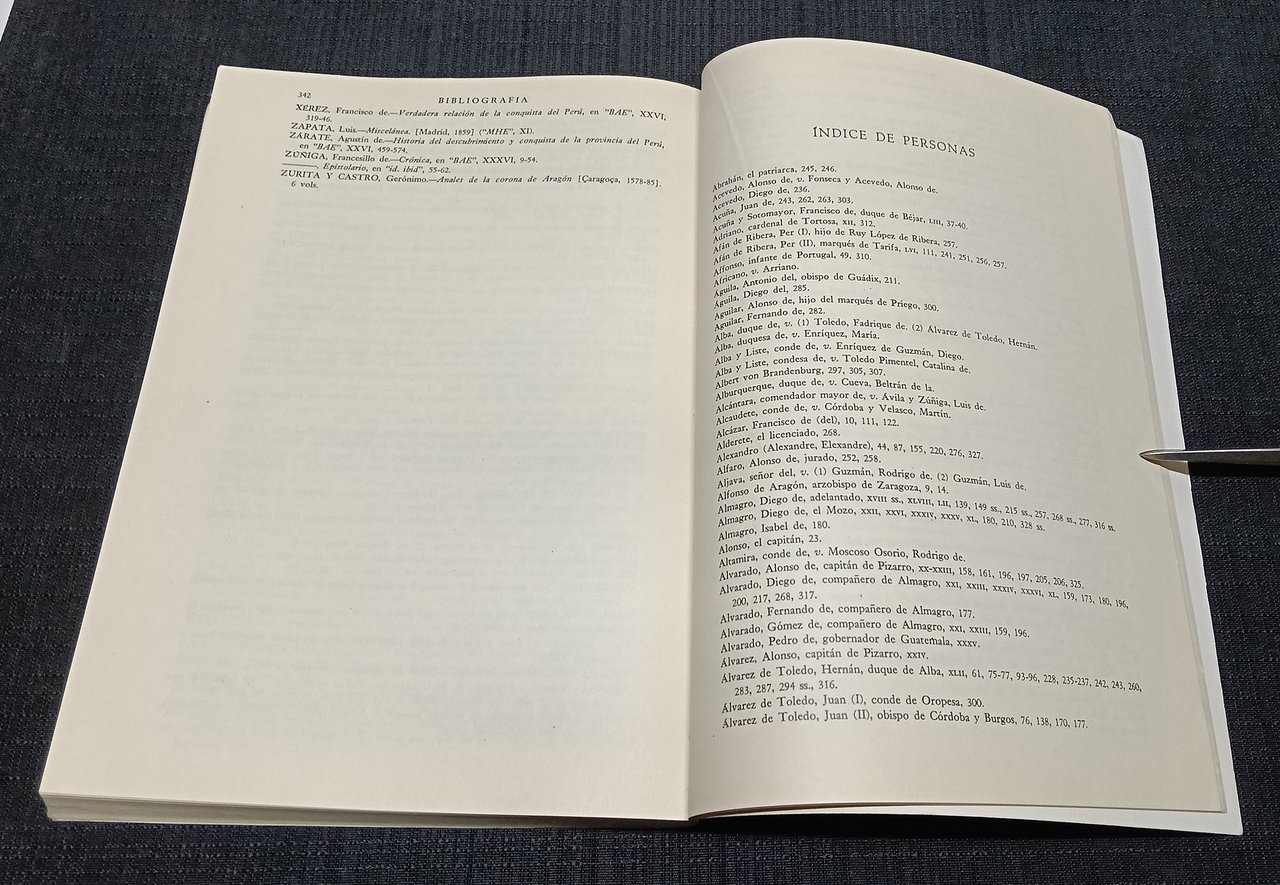 342
BIBLIOGRAFÍA
XEREZ, Francisco de.—Verdadera relación de la conquista del Perú, en "BAE", XXVI,
319-46.
ZAPATA, Luis.—Miscelánea. [Madrid, 1859] ("MHE", XI).
ZÁRATE, Agustín de.—Historia del descubrimiento y conquista de la provincia del Perú,
en "BAE", XXVI, 459-574.
ZÚÑIGA, Francesillo de.—Crónica, en "BAE", XXXVI, 9-54.
———. Epistolario, en "id. ibid", 55-62.
ZURITA Y CASTRO, Gerónimo.—Anales de la corona de Aragón [Çaragoça, 1578-85].
6 vols.
ÍNDICE DE PERSONAS
Abrahán, el patriarca, 245, 246.
Acevedo, Alonso de, v. Fonseca y Acevedo, Alonso de.
Acevedo, Diego de, 236.
Acuña, Juan de, 243, 262, 263, 303.
Acuña y Sotomayor, Francisco de, duque de Béjar, LIII, 37-40.
Adriano, cardenal de Tortosa, XII, 312.
Afán de Ribera, Per (I), hijo de Ruy López de Ribera, 257.
Afán de Ribera, Per (II), marqués de Tarifa, LVI, 111, 241, 251, 256, 257.
Affonso, infante de Portugal, 49, 310.
Africano, v. Arriano.
Águila, Antonio del, obispo de Guádix, 211.
Águila, Diego del, 285.
Aguilar, Alonso de, hijo del marqués de Priego, 300.
Aguilar, Fernando de, 282.
Alba, duque de, v. (1) Toledo, Fadrique de. (2) Álvarez de Toledo, Hernán.
Alba, duquesa de, v. Enríquez, María.
Alba y Liste, conde de, v. Enríquez de Guzmán, Diego.
Alba y Liste, condesa de, v. Toledo Pimentel, Catalina de.
Albert von Brandenburg, 297, 305, 307.
Alburquerque, duque de, v. Cueva, Beltrán de la.
Alcántara, comendador mayor de, v. Ávila y Zúñiga, Luis de.
Alcaudete, conde de, v. Córdoba y Velasco, Martín.
Alcázar, Francisco de (del), 10, 111, 122.
Alderete, el licenciado, 268.
Alexandro (Alexandre, Elexandre), 44, 87, 155, 220, 276, 327.
Alfaro, Alonso de, jurado, 252, 258.
Aljava, señor del, v. (1) Guzmán, Rodrigo de. (2) Guzmán, Luis de.
Alfonso de Aragón, arzobispo de Zaragoza, 9, 14.
Almagro, Diego de, adelantado, XVIII ss., XLVIII, LII, 139, 149 ss., 215 ss., 257, 268 ss., 277, 316 ss.
Almagro, Diego de, el Mozo, XXII, XXVI, XXXIV, XXXV, XL, 180, 210, 328 ss.
Almagro, Isabel de, 180.
Alonso, el capitán, 23.
Altamira, conde de, v. Moscoso Osorio, Rodrigo de.
Alvarado, Alonso de, capitán de Pizarro, XX-XXIII, 158, 161, 196, 197, 205, 206, 325.
Alvarado, Diego de, compañero de Almagro, XXI, XXIII, XXXIV, XXXVI, XL, 159, 173, 180, 196,
200, 217, 268, 317.
Alvarado, Fernando de, compañero de Almagro, 177.
Alvarado, Gómez de, compañero de Almagro, XXI, XXIII, 159, 196.
Alvarado, Pedro de, gobernador de Guatemala, XXXV.
Álvarez, Alonso, capitán de Pizarro, XXIV.
Álvarez de Toledo, Hernán, duque de Alba, XLII, 61, 75-77, 93-96, 228, 235-237, 242, 243, 260,
283, 287, 294 ss., 316.
Álvarez de Toledo, Juan (I), conde de Oropesa, 300.
Álvarez de Toledo, Juan (II), obispo de Córdoba y Burgos, 76, 138, 170, 177.